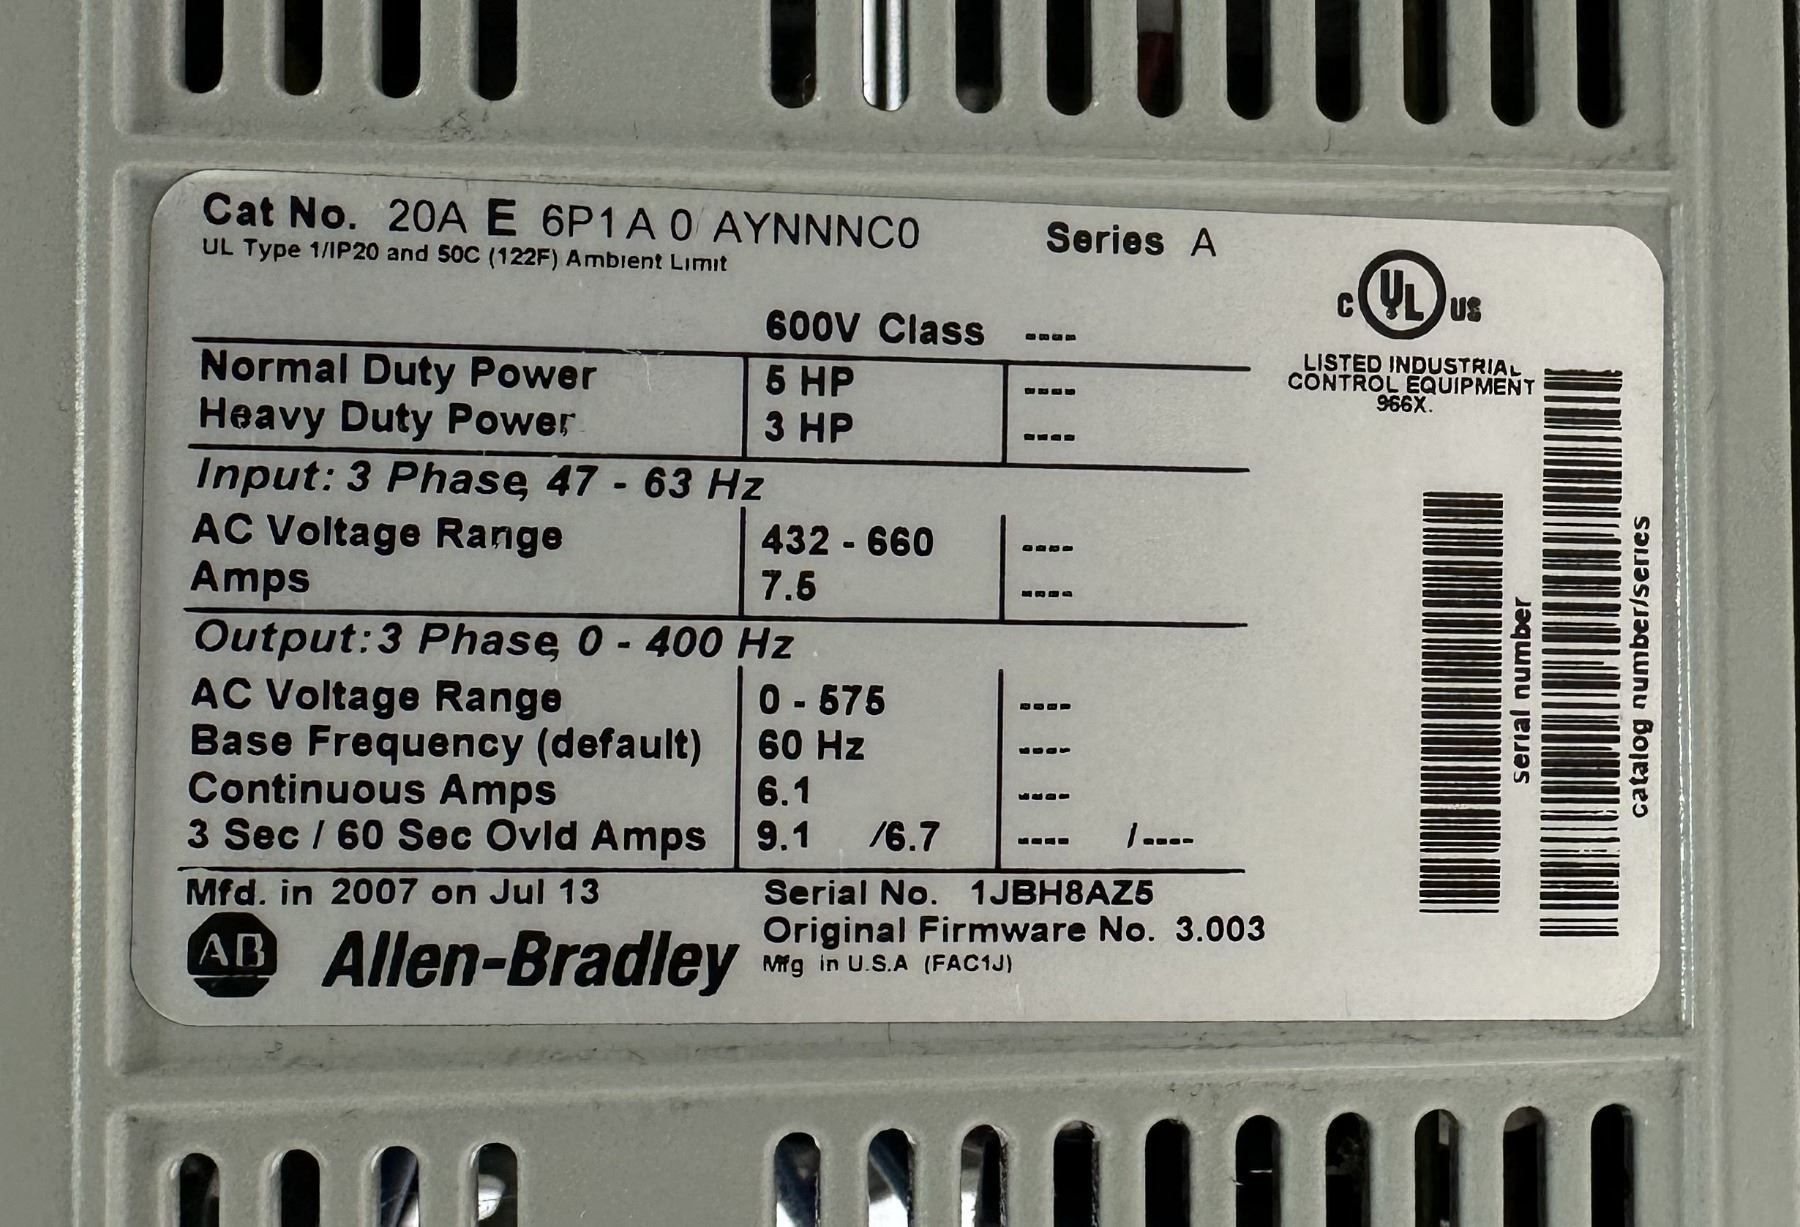 Cat No. 20A E 6P1 A 0 AYNNNC0 Series A
UL Type 1/IP20 and 50C (122F) Ambient Limit
C UL US
LISTED INDUSTRIAL
CONTROL EQUIPMENT
966X.
600V Class ----
Normal Duty Power 5 HP ----
Heavy Duty Power 3 HP ----
Input: 3 Phase, 47 - 63 Hz
AC Voltage Range 432 - 660 ----
Amps 7.5 ----
Output: 3 Phase, 0 - 400 Hz
AC Voltage Range 0 - 575 ----
Base Frequency (default) 60 Hz ----
Continuous Amps 6.1 ----
3 Sec / 60 Sec Ovld Amps 9.1 /6.7 ---- /----
Mfd. in 2007 on Jul 13 Serial No. 1JBH8AZ5
Original Firmware No. 3.003
AB Allen-Bradley Mfg in U.S.A (FAC1J)
serial number
catalog number/series